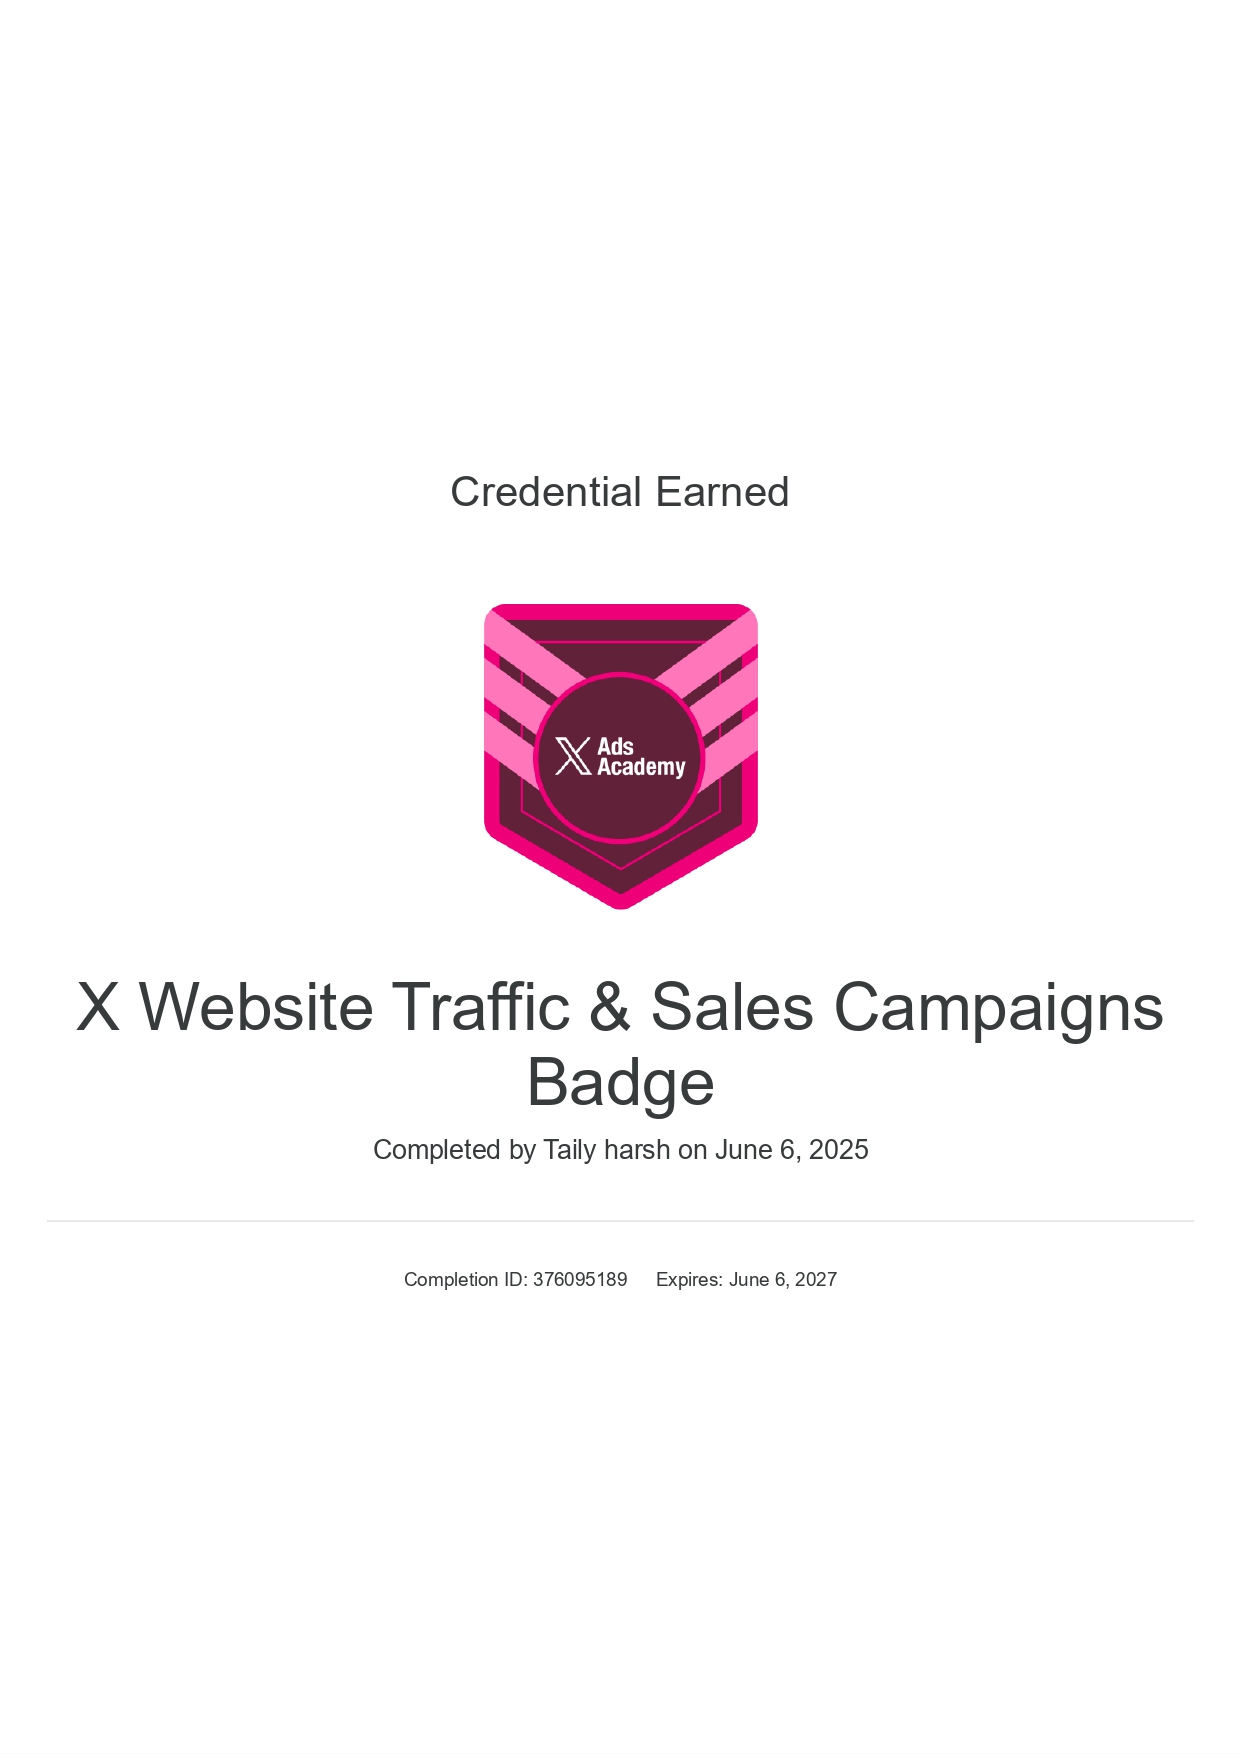 Credential Earned
X Ads
Academy
X Website Traffic & Sales Campaigns
Badge
Completed by Taily harsh on June 6, 2025
Completion ID: 376095189 Expires: June 6, 2027